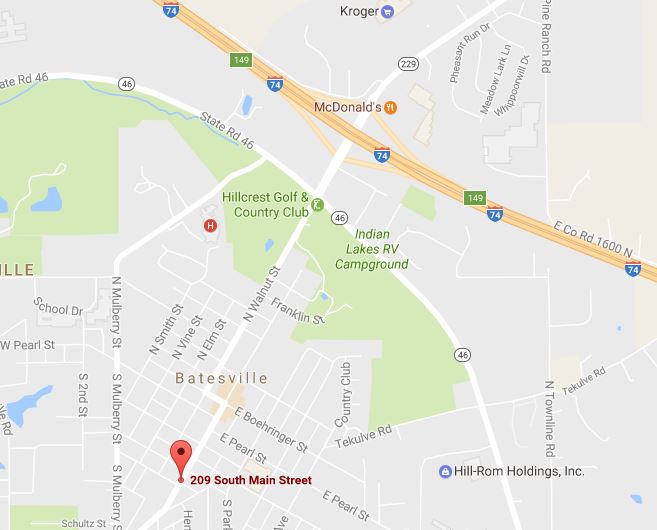 Kroger
74
149
74
229
Pheasant Run Dr
Meadow Lark Ln
Whippoorwill Dr
Pine Ranch Rd
State Rd 46
46
McDonald's
State Rd 46
74
Hillcrest Golf &
Country Club
46
149
74
E Co Rd 1600 N
74
H
Indian
Lakes RV
Campground
ILLE
N Mulberry St
School Dr
N Smith St
N Vine St
N Elm St
N Walnut St
Franklin St
W Pearl St
S 2nd St
S Mulberry St
Batesville
Country Club
46
Tekulve Rd
N Townline Rd
E Boehringer St
Tekulve Rd
E Pearl St
Hill-Rom Holdings, Inc.
209 South Main Street
S Mulberry St
E Pearl St
Schultz St